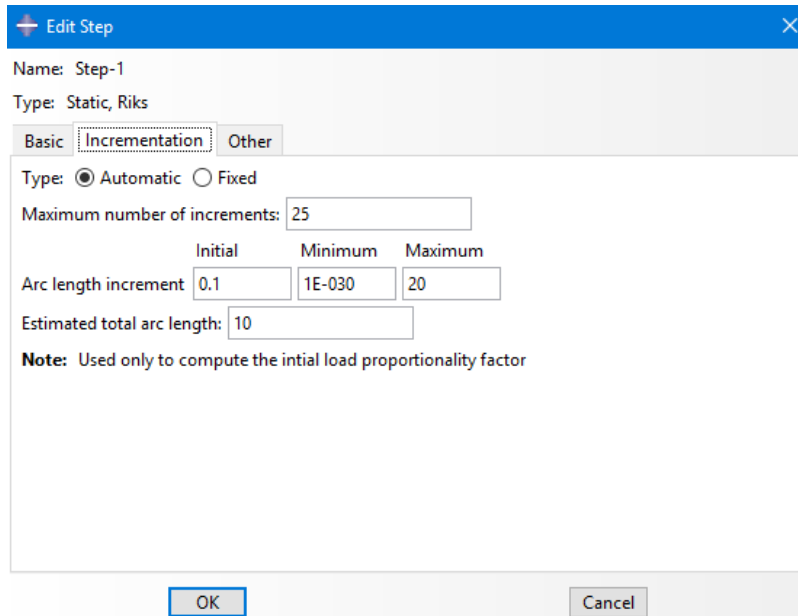 Edit Step
Name: Step-1
Type: Static, Riks
Basic Incrementation Other
Type: Automatic Fixed
Maximum number of increments: 25
Initial Minimum Maximum
Arc length increment 0.1 1E-030 20
Estimated total arc length: 10
Note: Used only to compute the intial load proportionality factor
OK Cancel